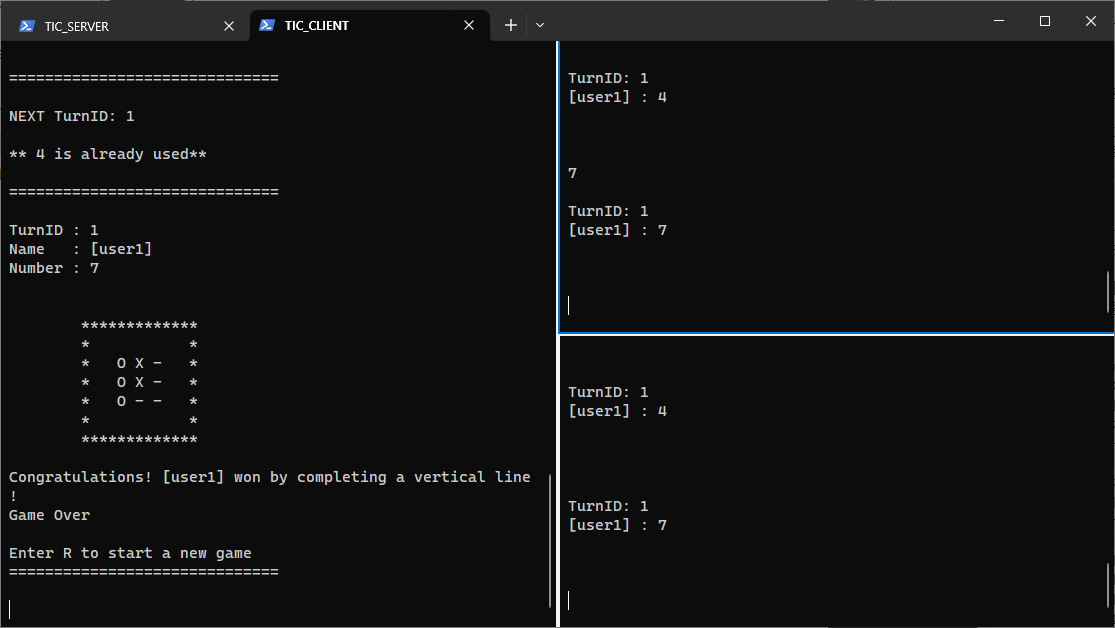 TIC_SERVER
TIC_CLIENT
==============================
NEXT TurnID: 1
** 4 is already used**
==============================
TurnID : 1
Name   : [user1]
Number : 7
*************
*           *
*   O X -   *
*   O X -   *
*   O - -   *
*           *
*************
Congratulations! [user1] won by completing a vertical line
!
Game Over
Enter R to start a new game
==============================
TurnID: 1
[user1] : 4
7
TurnID: 1
[user1] : 7
TurnID: 1
[user1] : 4
TurnID: 1
[user1] : 7